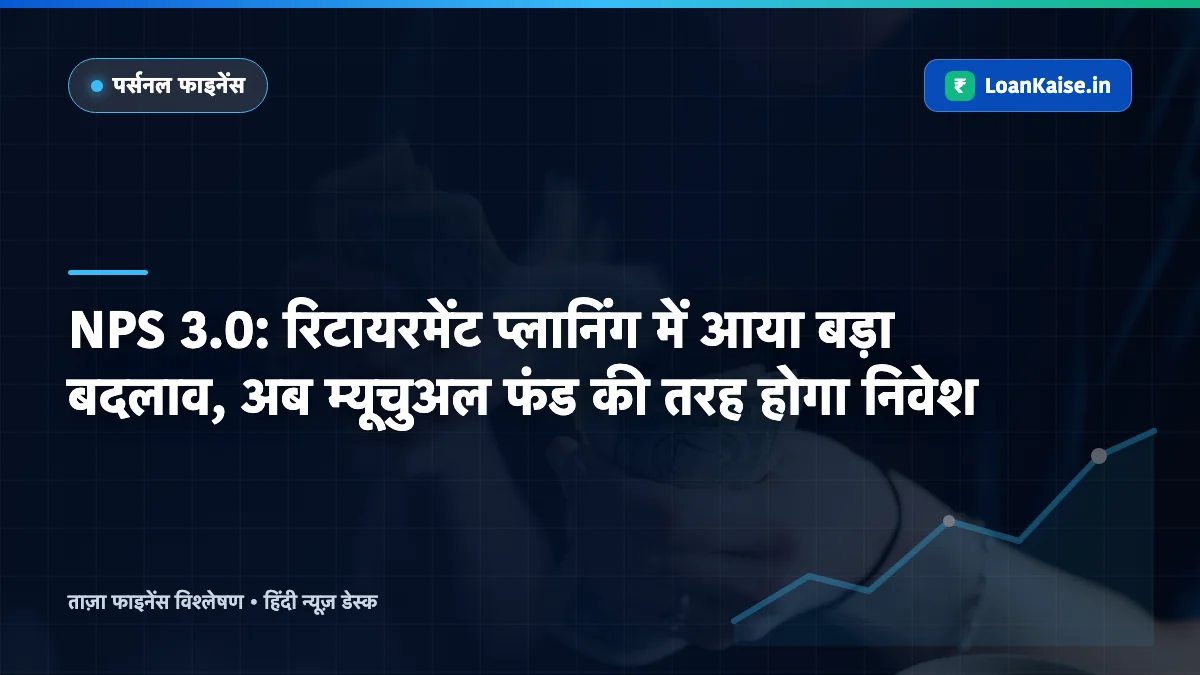 पर्सनल फाइनेंस
₹ LoanKaise.in
NPS 3.0: रिटायरमेंट प्लानिंग में आया बड़ा
बदलाव, अब म्यूचुअल फंड की तरह होगा निवेश
ताज़ा फाइनेंस विश्लेषण • हिंदी न्यूज़ डेस्क